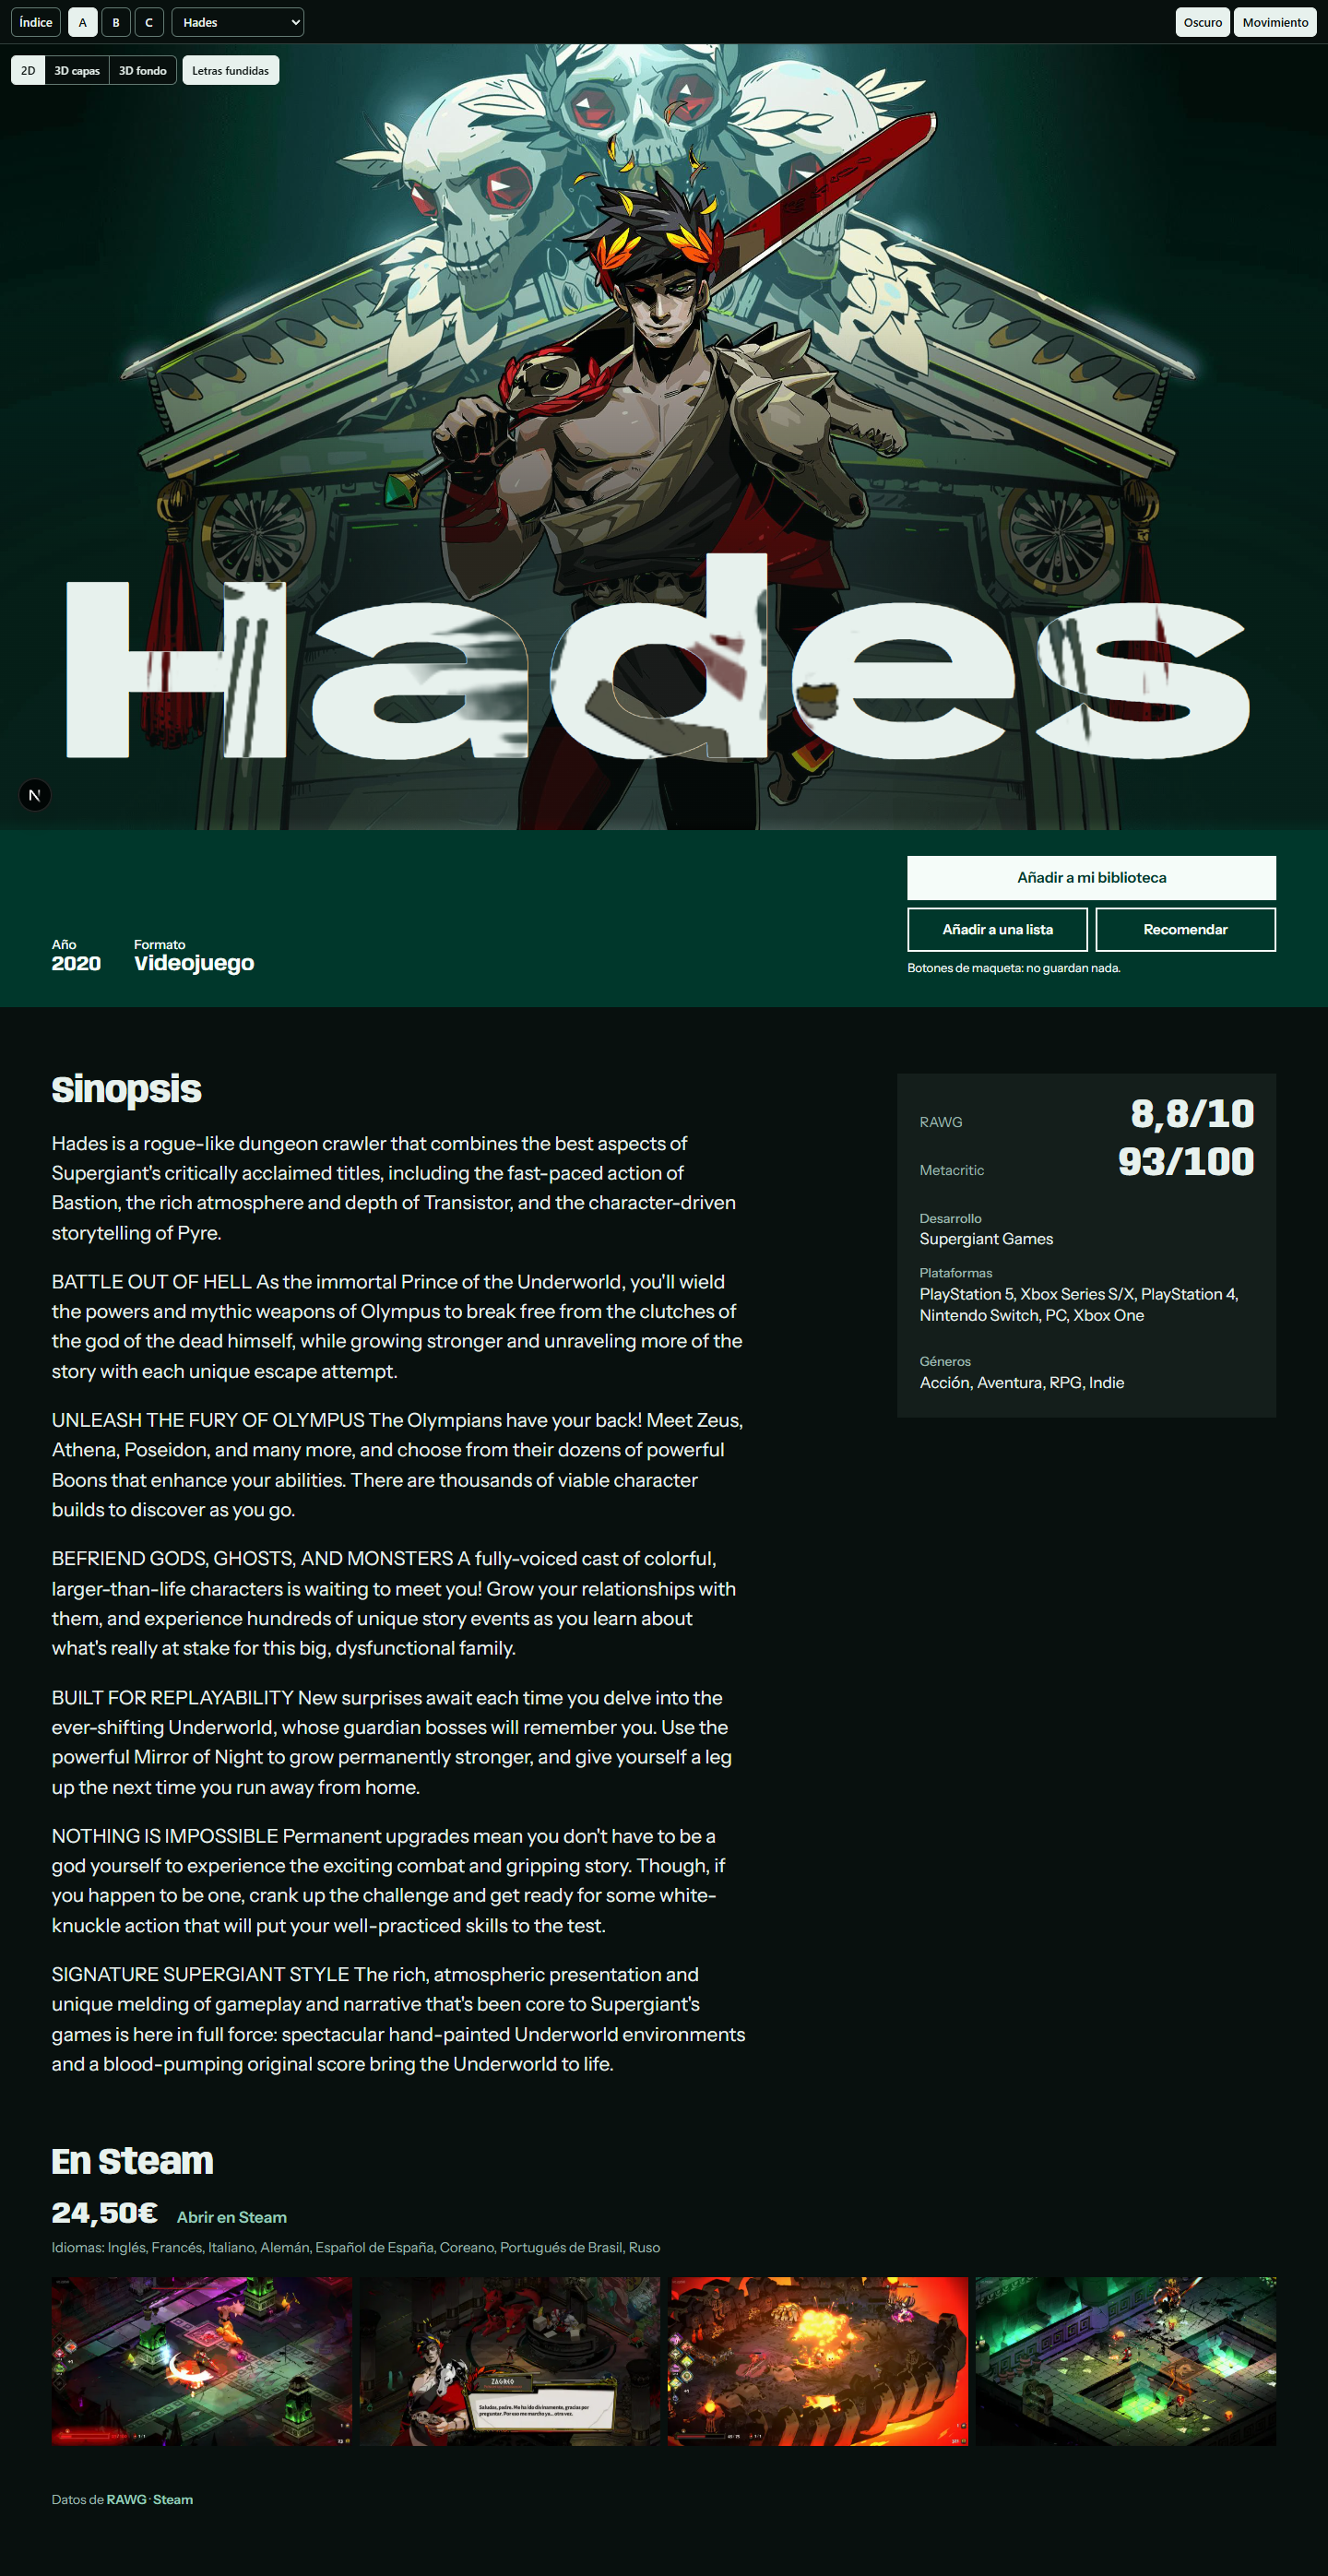 Índice
A
B
C
Hades
Oscuro
Movimiento
2D
3D capas
3D fondo
Letras fundidas
Hades
N
Añadir a mi biblioteca
Añadir a una lista
Recomendar
Botones de maqueta: no guardan nada.
Año
2020
Formato
Videojuego
Sinopsis
Hades is a rogue-like dungeon crawler that combines the best aspects of
Supergiant's critically acclaimed titles, including the fast-paced action of
Bastion, the rich atmosphere and depth of Transistor, and the character-driven
storytelling of Pyre.
BATTLE OUT OF HELL As the immortal Prince of the Underworld, you'll wield
the powers and mythic weapons of Olympus to break free from the clutches of
the god of the dead himself, while growing stronger and unraveling more of the
story with each unique escape attempt.
UNLEASH THE FURY OF OLYMPUS The Olympians have your back! Meet Zeus,
Athena, Poseidon, and many more, and choose from their dozens of powerful
Boons that enhance your abilities. There are thousands of viable character
builds to discover as you go.
BEFRIEND GODS, GHOSTS, AND MONSTERS A fully-voiced cast of colorful,
larger-than-life characters is waiting to meet you! Grow your relationships with
them, and experience hundreds of unique story events as you learn about
what's really at stake for this big, dysfunctional family.
BUILT FOR REPLAYABILITY New surprises await each time you delve into the
ever-shifting Underworld, whose guardian bosses will remember you. Use the
powerful Mirror of Night to grow permanently stronger, and give yourself a leg
up the next time you run away from home.
NOTHING IS IMPOSSIBLE Permanent upgrades mean you don't have to be a
god yourself to experience the exciting combat and gripping story. Though, if
you happen to be one, crank up the challenge and get ready for some white-
knuckle action that will put your well-practiced skills to the test.
SIGNATURE SUPERGIANT STYLE The rich, atmospheric presentation and
unique melding of gameplay and narrative that's been core to Supergiant's
games is here in full force: spectacular hand-painted Underworld environments
and a blood-pumping original score bring the Underworld to life.
RAWG
8,8/10
Metacritic
93/100
Desarrollo
Supergiant Games
Plataformas
PlayStation 5, Xbox Series S/X, PlayStation 4,
Nintendo Switch, PC, Xbox One
Géneros
Acción, Aventura, RPG, Indie
En Steam
24,50€
Abrir en Steam
Idiomas: Inglés, Francés, Italiano, Alemán, Español de España, Coreano, Portugués de Brasil, Ruso
ZAGREO
Saludos, padre. Me ha ido divinamente, gracias por
preguntar. Por eso me marcho ya... otra vez.
Datos de RAWG · Steam